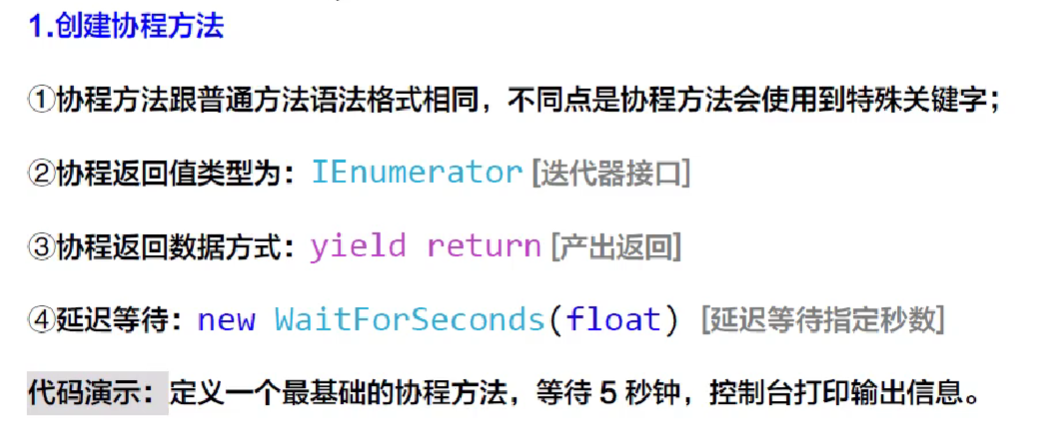 1.创建协程方法
①协程方法跟普通方法语法格式相同，不同点是协程方法会使用到特殊关键字；
②协程返回值类型为：IEnumerator [迭代器接口]
③协程返回数据方式：yield return [产出返回]
④延迟等待：new WaitForSeconds(float) [延迟等待指定秒数]
代码演示：定义一个最基础的协程方法，等待 5 秒钟，控制台打印输出信息。